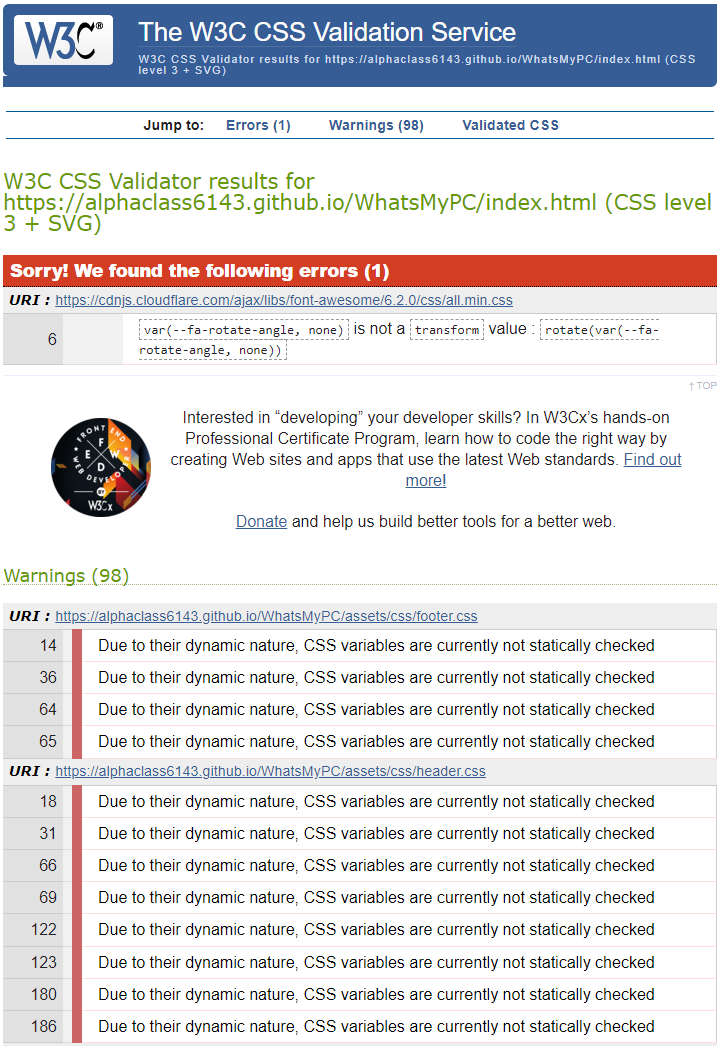 W3C®
The W3C CSS Validation Service
W3C CSS Validator results for https://alphaclass6143.github.io/WhatsMyPC/index.html (CSS
level 3 + SVG)
Jump to: Errors (1) Warnings (98) Validated CSS
W3C CSS Validator results for
https://alphaclass6143.github.io/WhatsMyPC/index.html (CSS level
3 + SVG)
Sorry! We found the following errors (1)
URI : https://cdnjs.cloudflare.com/ajax/libs/font-awesome/6.2.0/css/all.min.css
6 var(--fa-rotate-angle, none) is not a transform value : rotate(var(--fa-
rotate-angle, none))
↑ TOP
FRONT END
E F W D
WEB DEVELOPER
BY
W3Cx
Interested in “developing” your developer skills? In W3Cx’s hands-on
Professional Certificate Program, learn how to code the right way by
creating Web sites and apps that use the latest Web standards. Find out
more!
Donate and help us build better tools for a better web.
Warnings (98)
URI : https://alphaclass6143.github.io/WhatsMyPC/assets/css/footer.css
14 Due to their dynamic nature, CSS variables are currently not statically checked
36 Due to their dynamic nature, CSS variables are currently not statically checked
64 Due to their dynamic nature, CSS variables are currently not statically checked
65 Due to their dynamic nature, CSS variables are currently not statically checked
URI : https://alphaclass6143.github.io/WhatsMyPC/assets/css/header.css
18 Due to their dynamic nature, CSS variables are currently not statically checked
31 Due to their dynamic nature, CSS variables are currently not statically checked
66 Due to their dynamic nature, CSS variables are currently not statically checked
69 Due to their dynamic nature, CSS variables are currently not statically checked
122 Due to their dynamic nature, CSS variables are currently not statically checked
123 Due to their dynamic nature, CSS variables are currently not statically checked
180 Due to their dynamic nature, CSS variables are currently not statically checked
186 Due to their dynamic nature, CSS variables are currently not statically checked